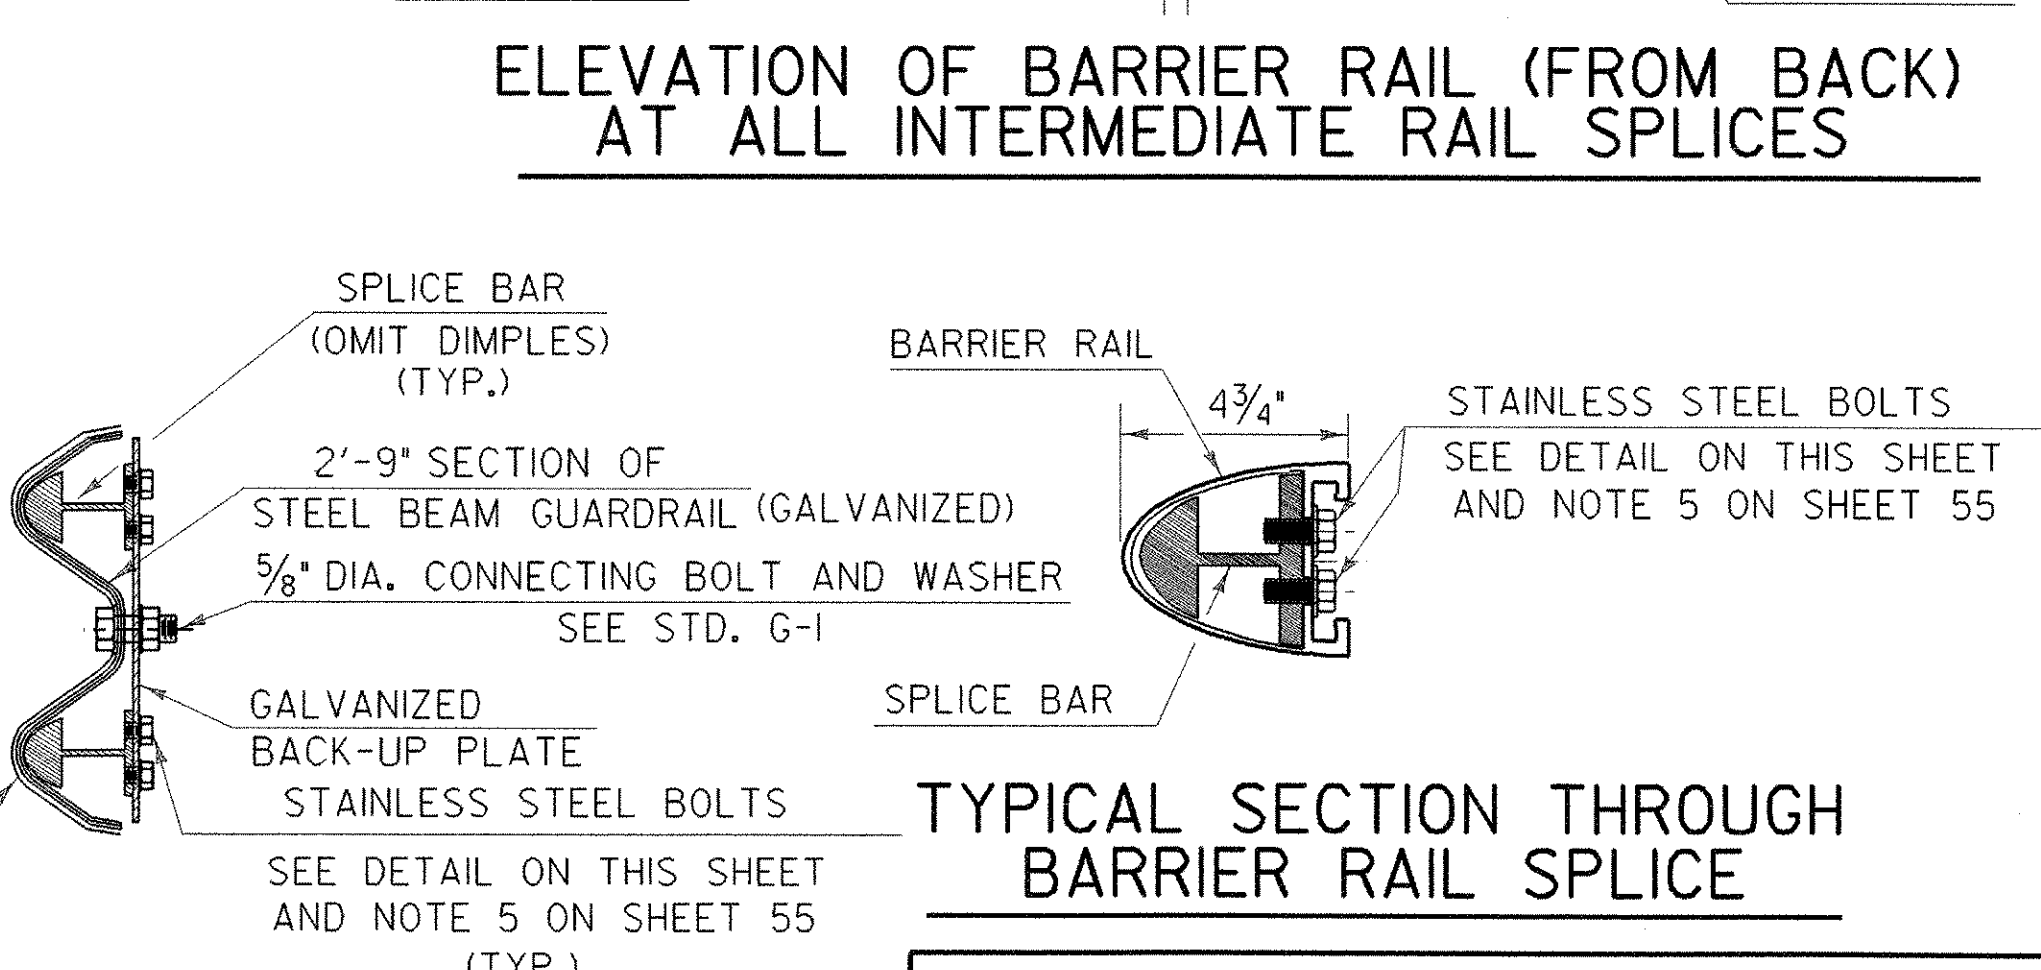 ELEVATION OF BARRIER RAIL (FROM BACK)
AT ALL INTERMEDIATE RAIL SPLICES
SPLICE BAR
(OMIT DIMPLES)
(TYP.)
2'-9" SECTION OF
STEEL BEAM GUARDRAIL (GALVANIZED)
5/8" DIA. CONNECTING BOLT AND WASHER
SEE STD. G-1
GALVANIZED
BACK-UP PLATE
STAINLESS STEEL BOLTS
SEE DETAIL ON THIS SHEET
AND NOTE 5 ON SHEET 55
(TYP.)
BARRIER RAIL
4 3/4"
STAINLESS STEEL BOLTS
SEE DETAIL ON THIS SHEET
AND NOTE 5 ON SHEET 55
SPLICE BAR
TYPICAL SECTION THROUGH
BARRIER RAIL SPLICE